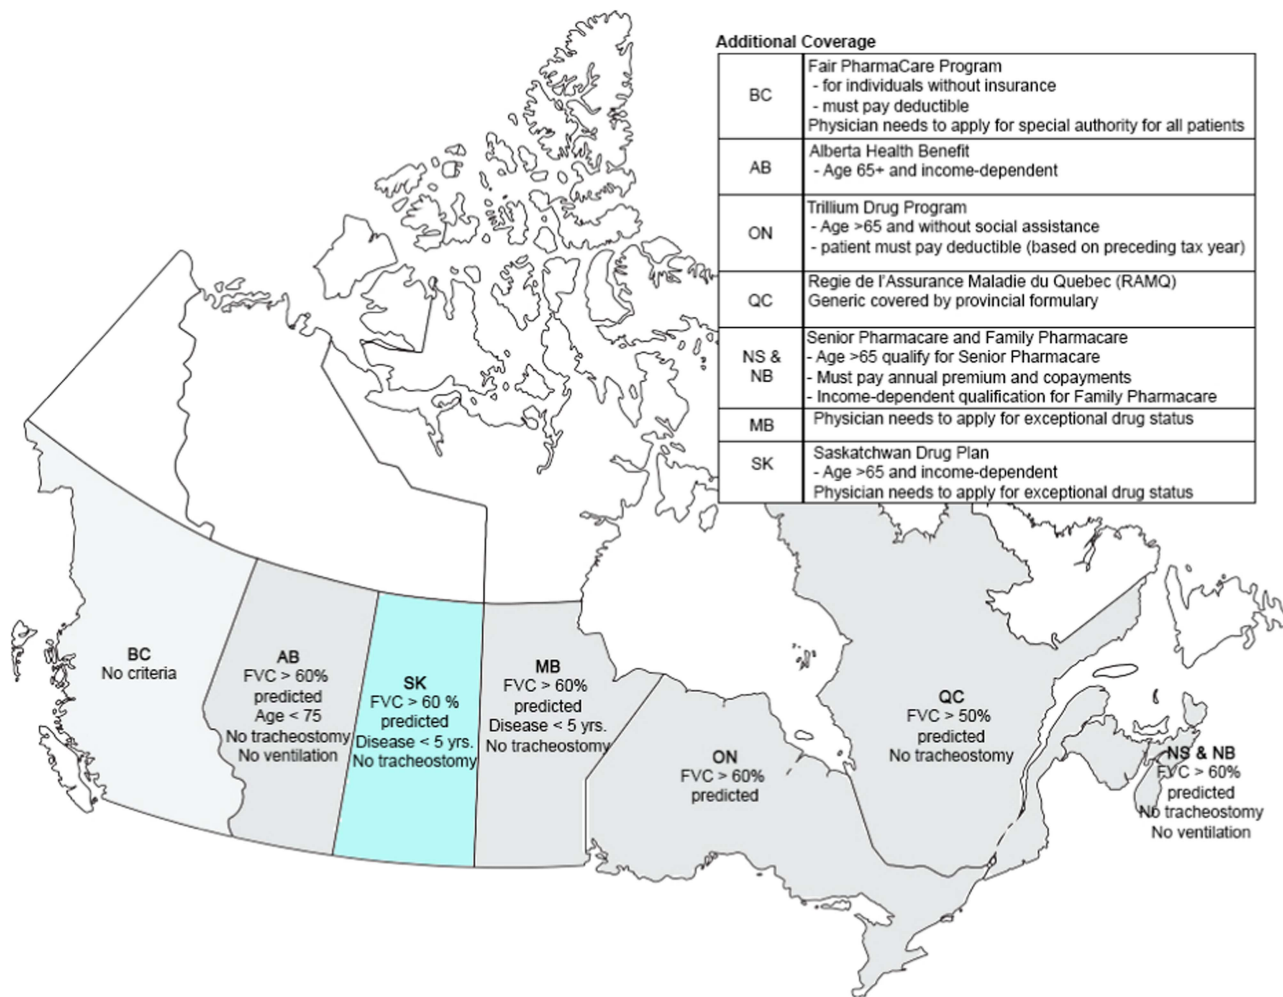 Additional Coverage
BC
Fair PharmaCare Program
- for individuals without insurance
- must pay deductible
Physician needs to apply for special authority for all patients
AB
Alberta Health Benefit
- Age 65+ and income-dependent
ON
Trillium Drug Program
- Age >65 and without social assistance
- patient must pay deductible (based on preceding tax year)
QC
Regie de l'Assurance Maladie du Quebec (RAMQ)
Generic covered by provincial formulary
NS &
NB
Senior Pharmacare and Family Pharmacare
- Age >65 qualify for Senior Pharmacare
- Must pay annual premium and copayments
- Income-dependent qualification for Family Pharmacare
MB
Physician needs to apply for exceptional drug status
SK
Saskatchwan Drug Plan
- Age >65 and income-dependent
Physician needs to apply for exceptional drug status
BC
No criteria
AB
FVC > 60%
predicted
Age < 75
No tracheostomy
No ventilation
SK
FVC > 60 %
predicted
Disease < 5 yrs.
No tracheostomy
MB
FVC > 60%
predicted
Disease < 5 yrs.
No tracheostomy
ON
FVC > 60%
predicted
QC
FVC > 50%
predicted
No tracheostomy
NS & NB
FVC > 60%
predicted
No tracheostomy
No ventilation